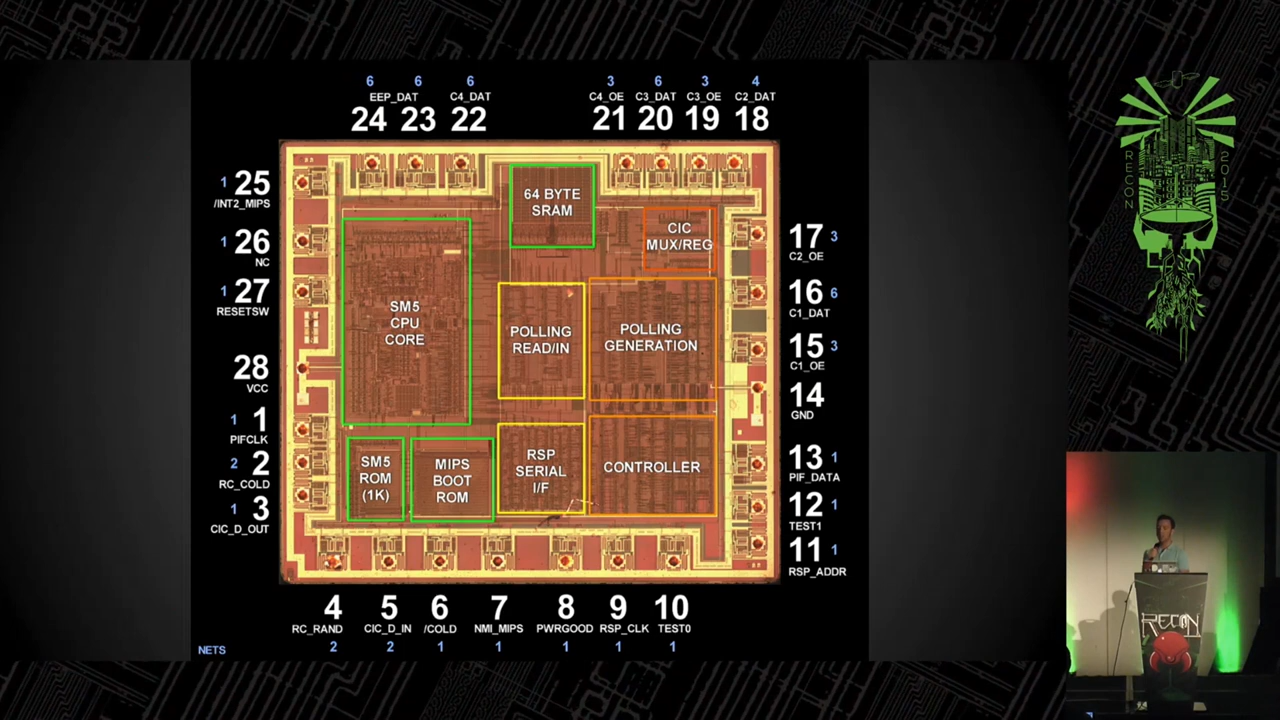 6 6 6 3 6 3 4
EEP_DAT C4_DAT C4_OE C3_DAT C3_OE C2_DAT
24 23 22 21 20 19 18
1 25
/INT2_MIPS
1 26
NC
1 27
RESETSW
28
VCC
1 1
PIFCLK
2 2
RC_COLD
1 3
CIC_D_OUT
64 BYTE
SRAM
CIC
MUX/REG
SM5
CPU
CORE
POLLING
READ/IN
POLLING
GENERATION
SM5
ROM
(1K)
MIPS
BOOT
ROM
RSP
SERIAL
I/F
CONTROLLER
17 3
C2_OE
16 6
C1_DAT
15 3
C1_OE
14
GND
13 1
PIF_DATA
12 1
TEST1
11 1
RSP_ADDR
4 5 6 7 8 9 10
RC_RAND CIC_D_IN /COLD NMI_MIPS PWRGOOD RSP_CLK TEST0
NETS 2 2 1 1 1 1 1
RECON
2015
RECON